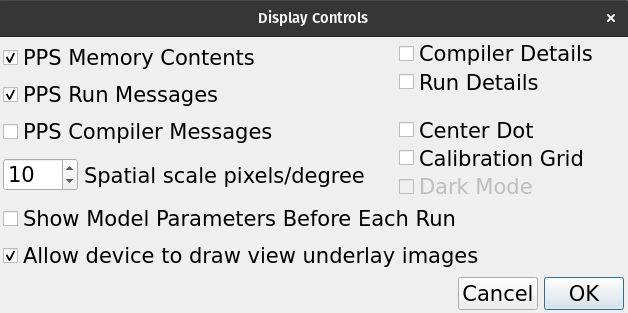 Display Controls
×
PPS Memory Contents
PPS Run Messages
PPS Compiler Messages
10 Spatial scale pixels/degree
Compiler Details
Run Details
Center Dot
Calibration Grid
Dark Mode
Show Model Parameters Before Each Run
Allow device to draw view underlay images
Cancel OK